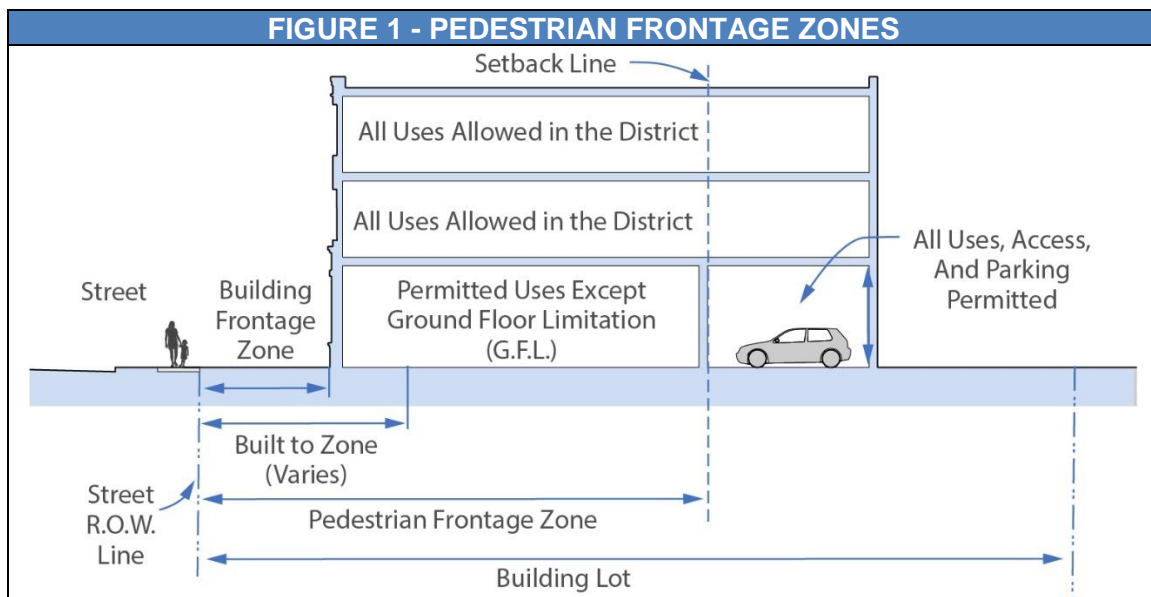 FIGURE 1 - PEDESTRIAN FRONTAGE ZONES
Setback Line
All Uses Allowed in the District
All Uses Allowed in the District
All Uses, Access,
And Parking
Permitted
Street
Building
Frontage
Zone
Permitted Uses Except
Ground Floor Limitation
(G.F.L.)
Built to Zone
(Varies)
Street
R.O.W.
Line
Pedestrian Frontage Zone
Building Lot